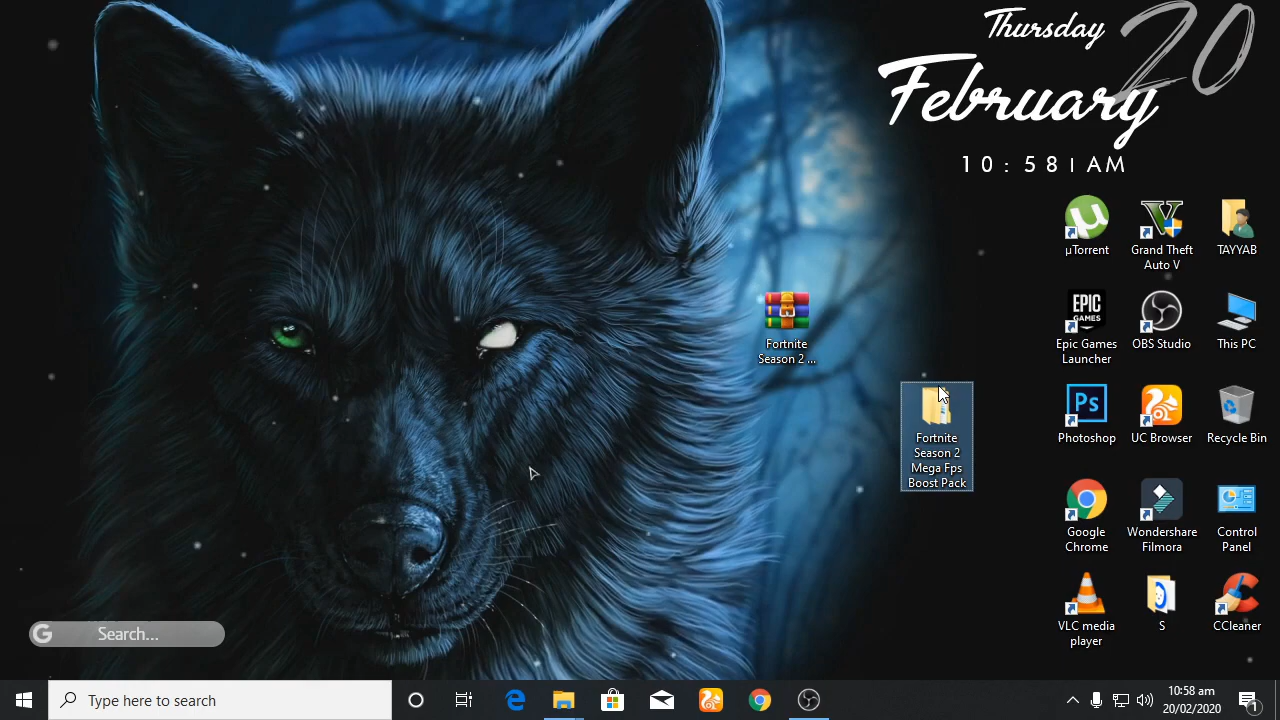 Thursday
20
February
10:58 | AM
µTorrent
Grand Theft
Auto V
TAYYAB
Fortnite
Season 2 ...
EPIC
GAMES
Epic Games
Launcher
OBS Studio
This PC
Fortnite
Season 2
Mega Fps
Boost Pack
Ps
Photoshop
UC Browser
Recycle Bin
Google
Chrome
Wondershare
Filmora
Control
Panel
VLC media
player
S
CCleaner
G
Search...
Type here to search
10:58 am
20/02/2020
1